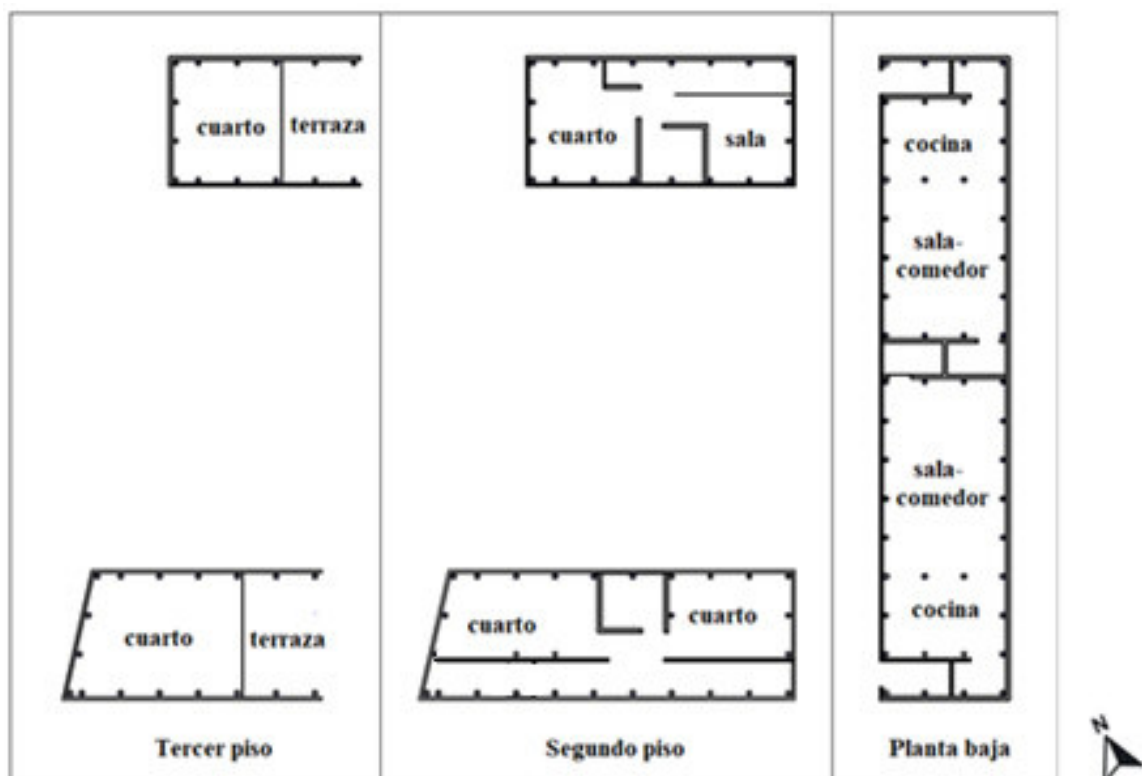 cuarto
terraza
cuarto
sala
cocina
sala-
comedor
sala-
comedor
cocina
cuarto
terraza
cuarto
cuarto
Tercer piso
Segundo piso
Planta baja
N